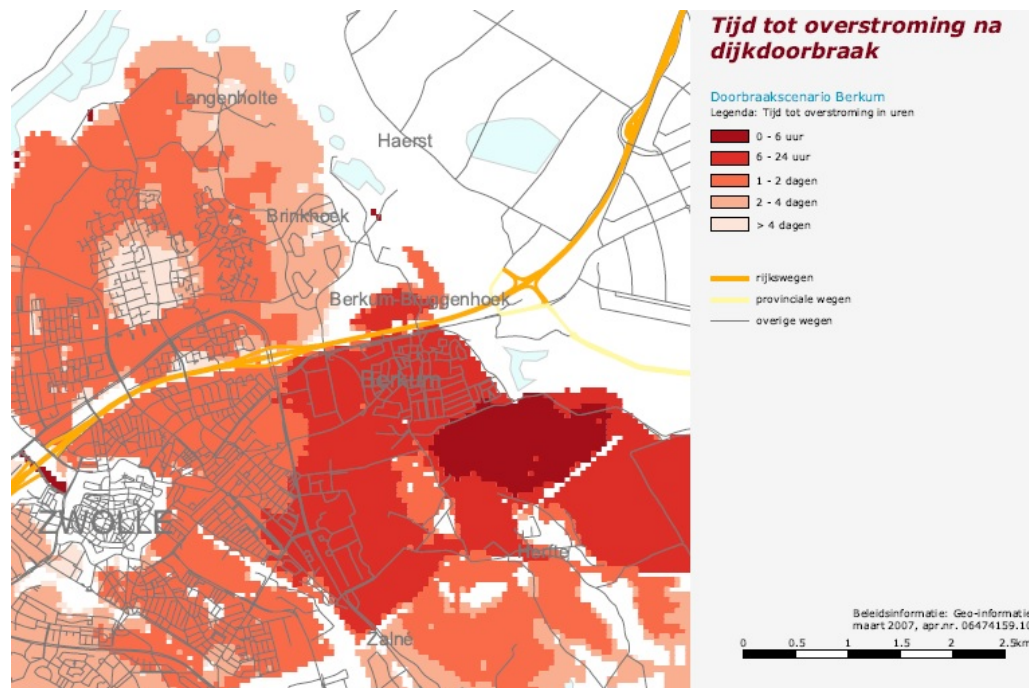 Tijd tot overstroming na
dijkdoorbraak
Doorbraakscenario Berkum
Legenda: Tijd tot overstroming in uren
0 - 6 uur
6 - 24 uur
1 - 2 dagen
2 - 4 dagen
> 4 dagen
rijkswegen
provinciale wegen
overige wegen
Langenholte
Haerst
Brinkhoek
Berkum-Bruggenhoek
Berkum
ZWOLLE
Herfte
Zalné
Beleidsinformatie: Geo-informatie
maart 2007, apr.nr. 06474159.10
0 0.5 1 1.5 2 2.5km